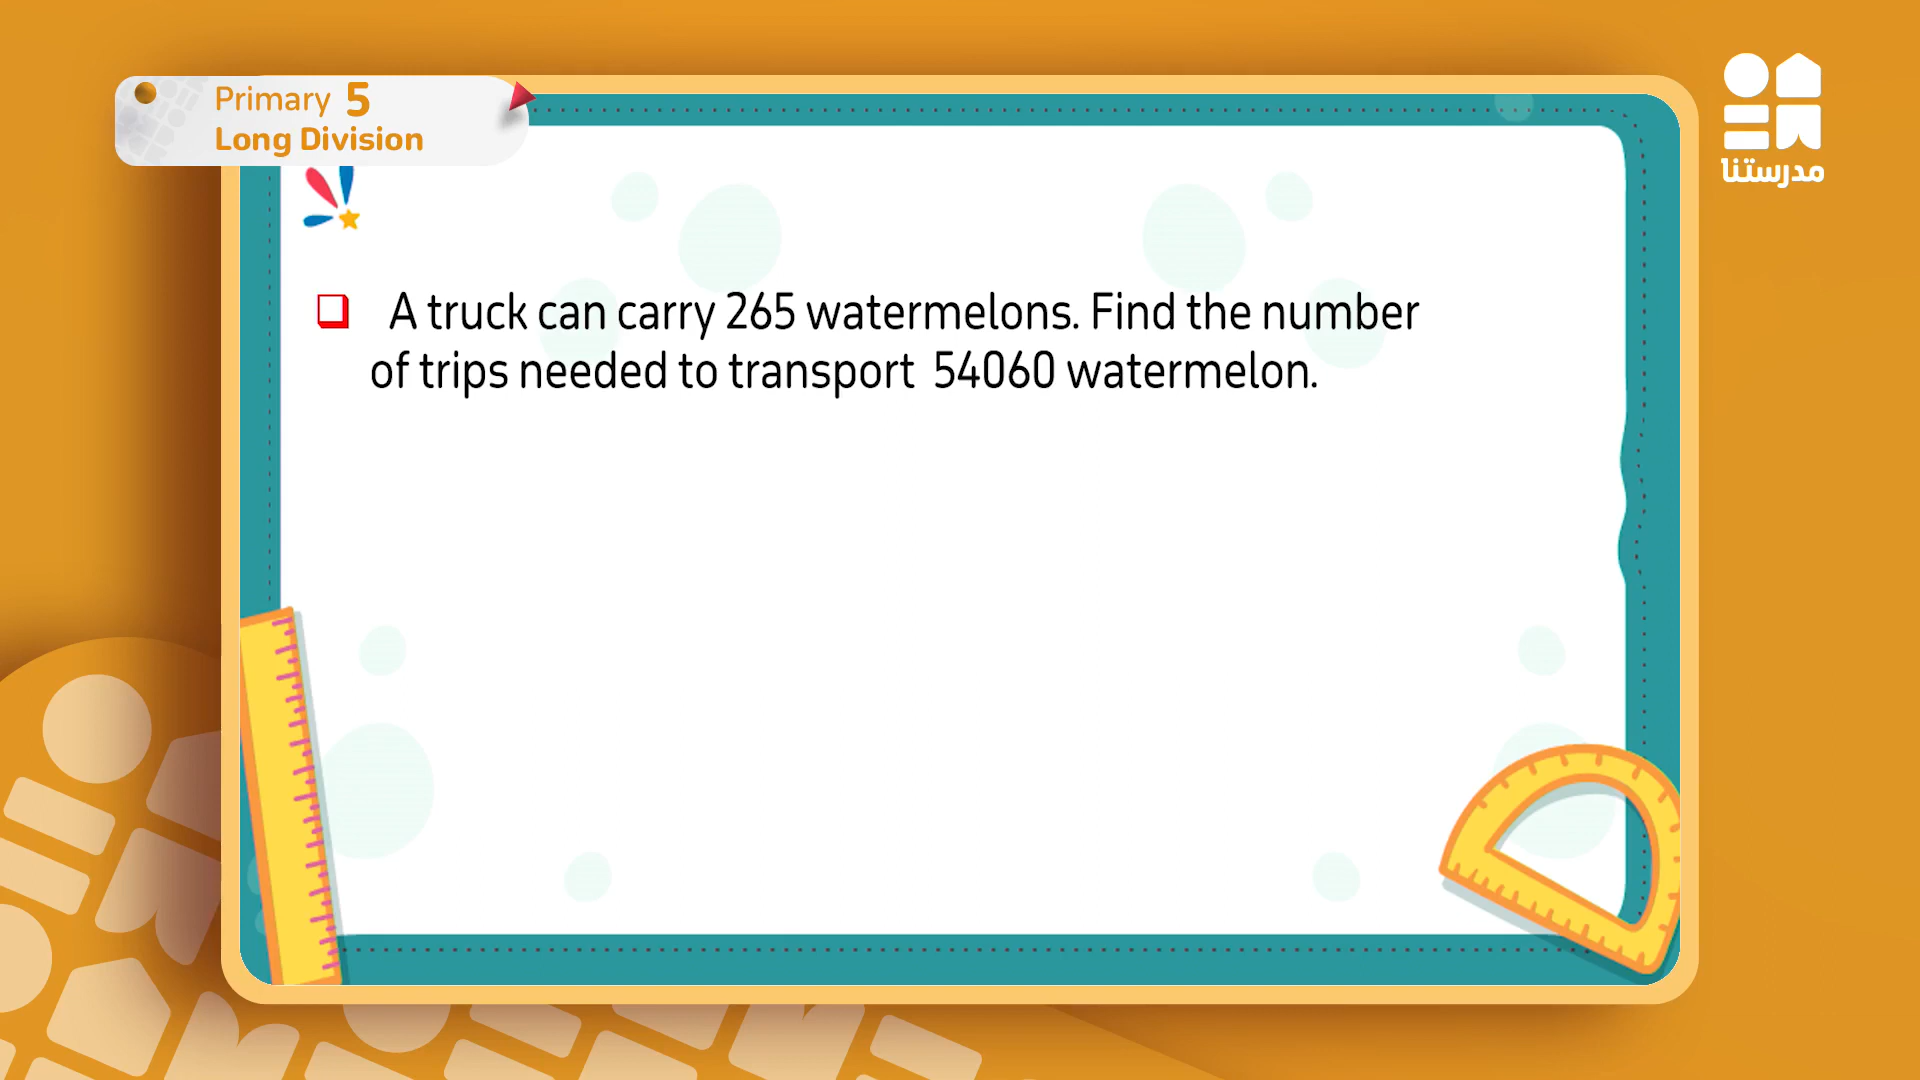 Primary 5
Long Division
مدرستنا
A truck can carry 265 watermelons. Find the number
of trips needed to transport 54060 watermelon.